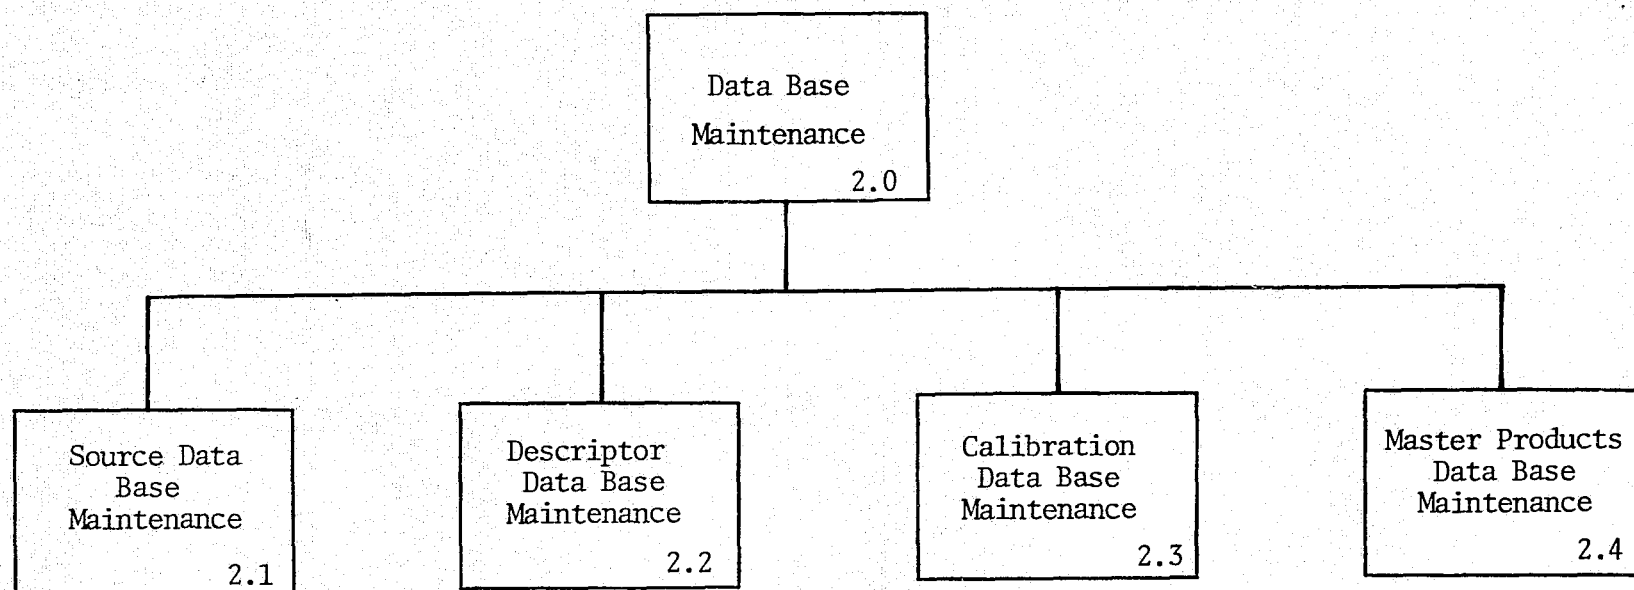 Data Base
Maintenance
2.0
Source Data
Base
Maintenance
2.1
Descriptor
Data Base
Maintenance
2.2
Calibration
Data Base
Maintenance
2.3
Master Products
Data Base
Maintenance
2.4